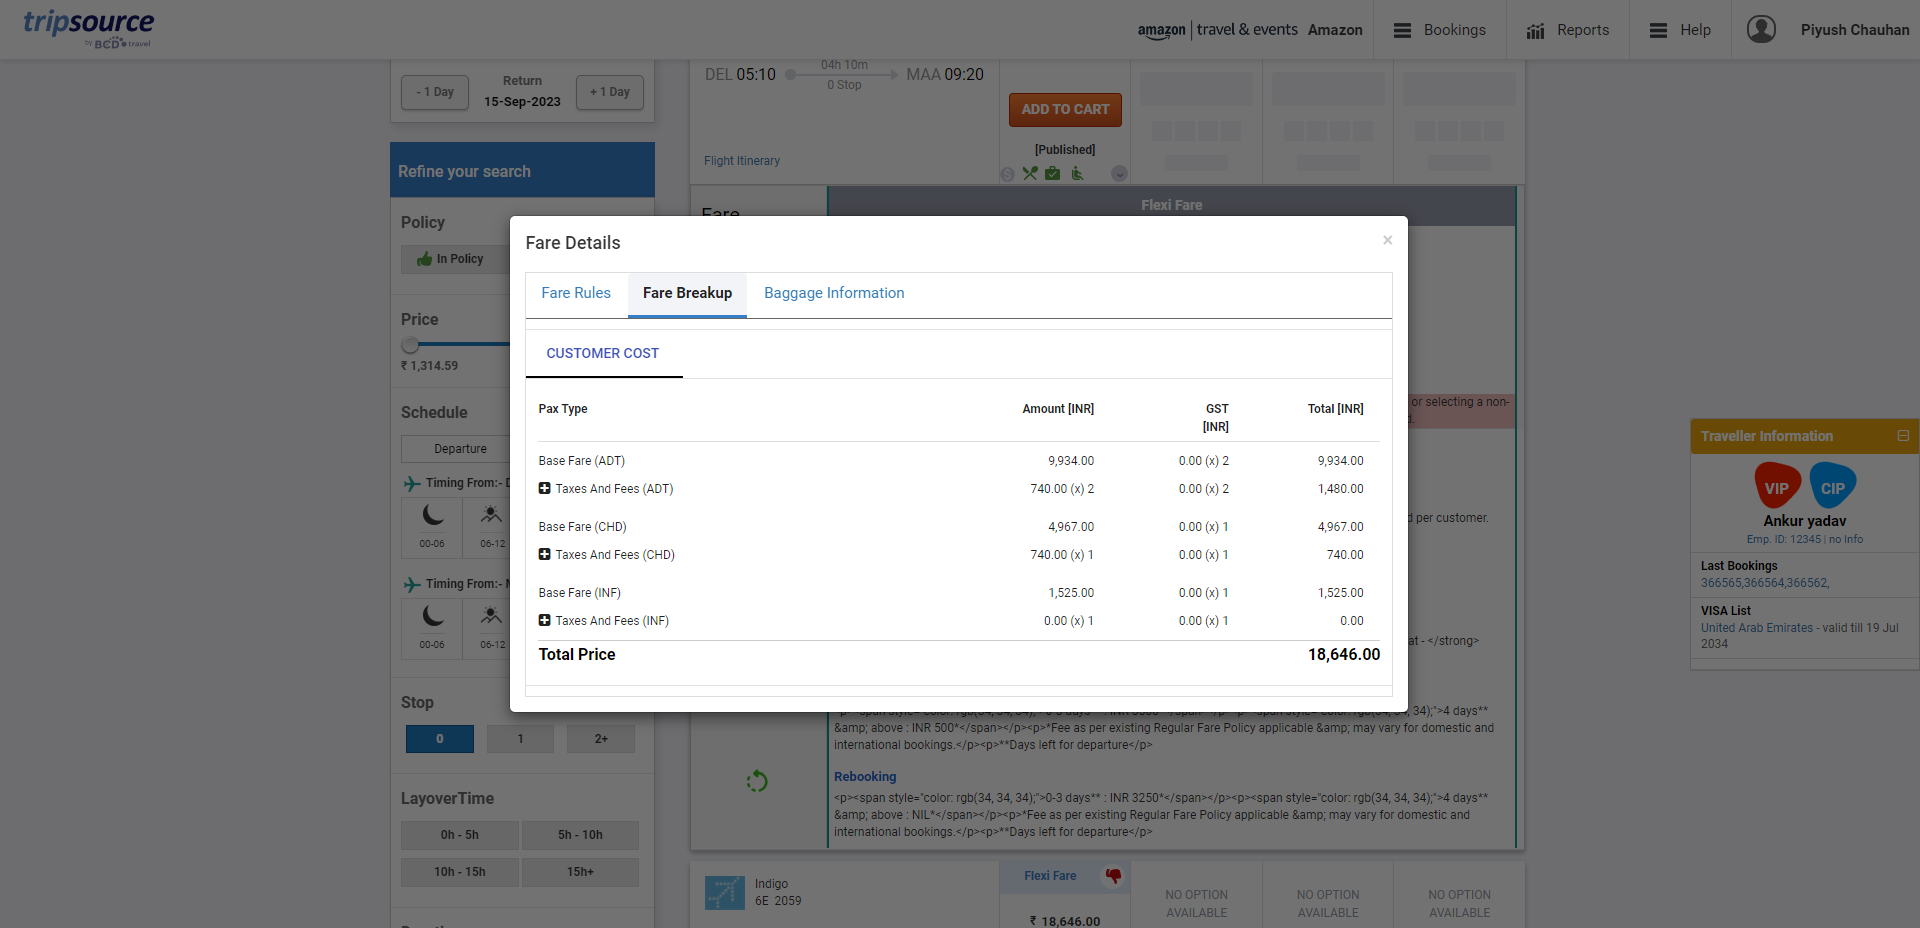 tripsource
by BCD travel
amazon | travel & events Amazon
Bookings
Reports
Help
Piyush Chauhan
- 1 Day
Return
15-Sep-2023
+ 1 Day
DEL 05:10
04h 10m
0 Stop
MAA 09:20
ADD TO CART
[Published]
Flight Itinerary
Refine your search
Policy
In Policy
Price
₹ 1,314.59
Schedule
Departure
Timing From:-
00-06
06-12
Timing From:-
00-06
06-12
Stop
0
1
2+
LayoverTime
0h - 5h
5h - 10h
10h - 15h
15h+
Fare
Flexi Fare
Fare Details
×
Fare Rules
Fare Breakup
Baggage Information
CUSTOMER COST
Pax Type
Amount [INR]
GST
[INR]
Total [INR]
Base Fare (ADT) 9,934.00 0.00 (x) 2 9,934.00
Taxes And Fees (ADT) 740.00 (x) 2 0.00 (x) 2 1,480.00
Base Fare (CHD) 4,967.00 0.00 (x) 1 4,967.00
Taxes And Fees (CHD) 740.00 (x) 1 0.00 (x) 1 740.00
Base Fare (INF) 1,525.00 0.00 (x) 1 1,525.00
Taxes And Fees (INF) 0.00 (x) 1 0.00 (x) 1 0.00
Total Price 18,646.00
or selecting a non-
per customer.
at - </strong>
4 days**
&amp; above : INR 500*</span></p><p>*Fee as per existing Regular Fare Policy applicable &amp; may vary for domestic and
international bookings.</p><p>**Days left for departure</p>
Rebooking
<p><span style="color: rgb(34, 34, 34);">0-3 days** : INR 3250*</span></p><p><span style="color: rgb(34, 34, 34);">4 days**
&amp; above : NIL*</span></p><p>*Fee as per existing Regular Fare Policy applicable &amp; may vary for domestic and
international bookings.</p><p>**Days left for departure</p>
Indigo
6E 2059
Flexi Fare
₹ 18,646.00
NO OPTION
AVAILABLE
NO OPTION
AVAILABLE
NO OPTION
AVAILABLE
Traveller Information
VIP
CIP
Ankur yadav
Emp. ID: 12345 | no Info
Last Bookings
366565,366564,366562,
VISA List
United Arab Emirates - valid till 19 Jul
2034